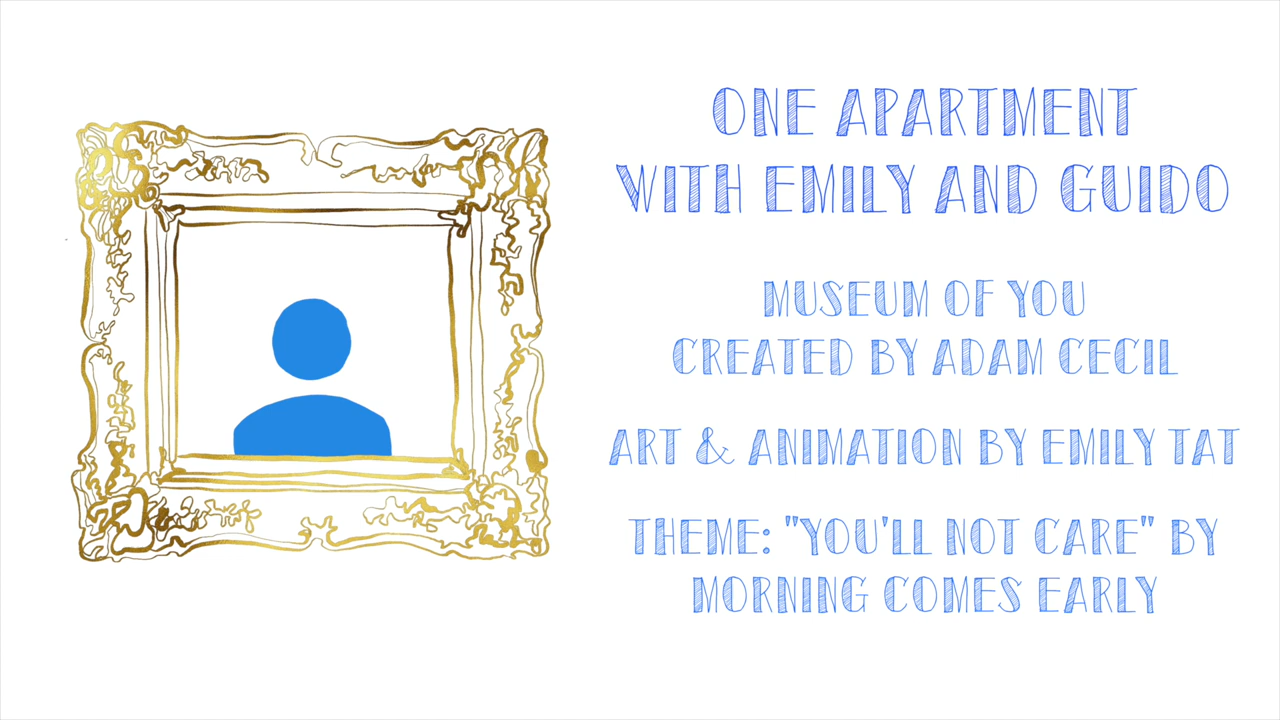 ONE APARTMENT
WITH EMILY AND GUIDO
MUSEUM OF YOU
CREATED BY ADAM CECIL
ART & ANIMATION BY EMILY TAT
THEME: "YOU'LL NOT CARE" BY
MORNING COMES EARLY